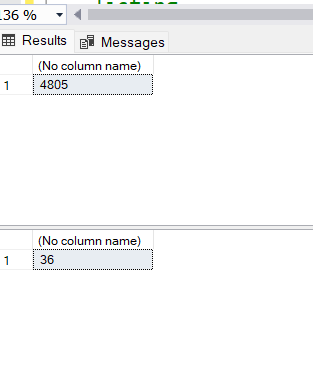 136 %
Results Messages
(No column name)
1 4805
(No column name)
1 36